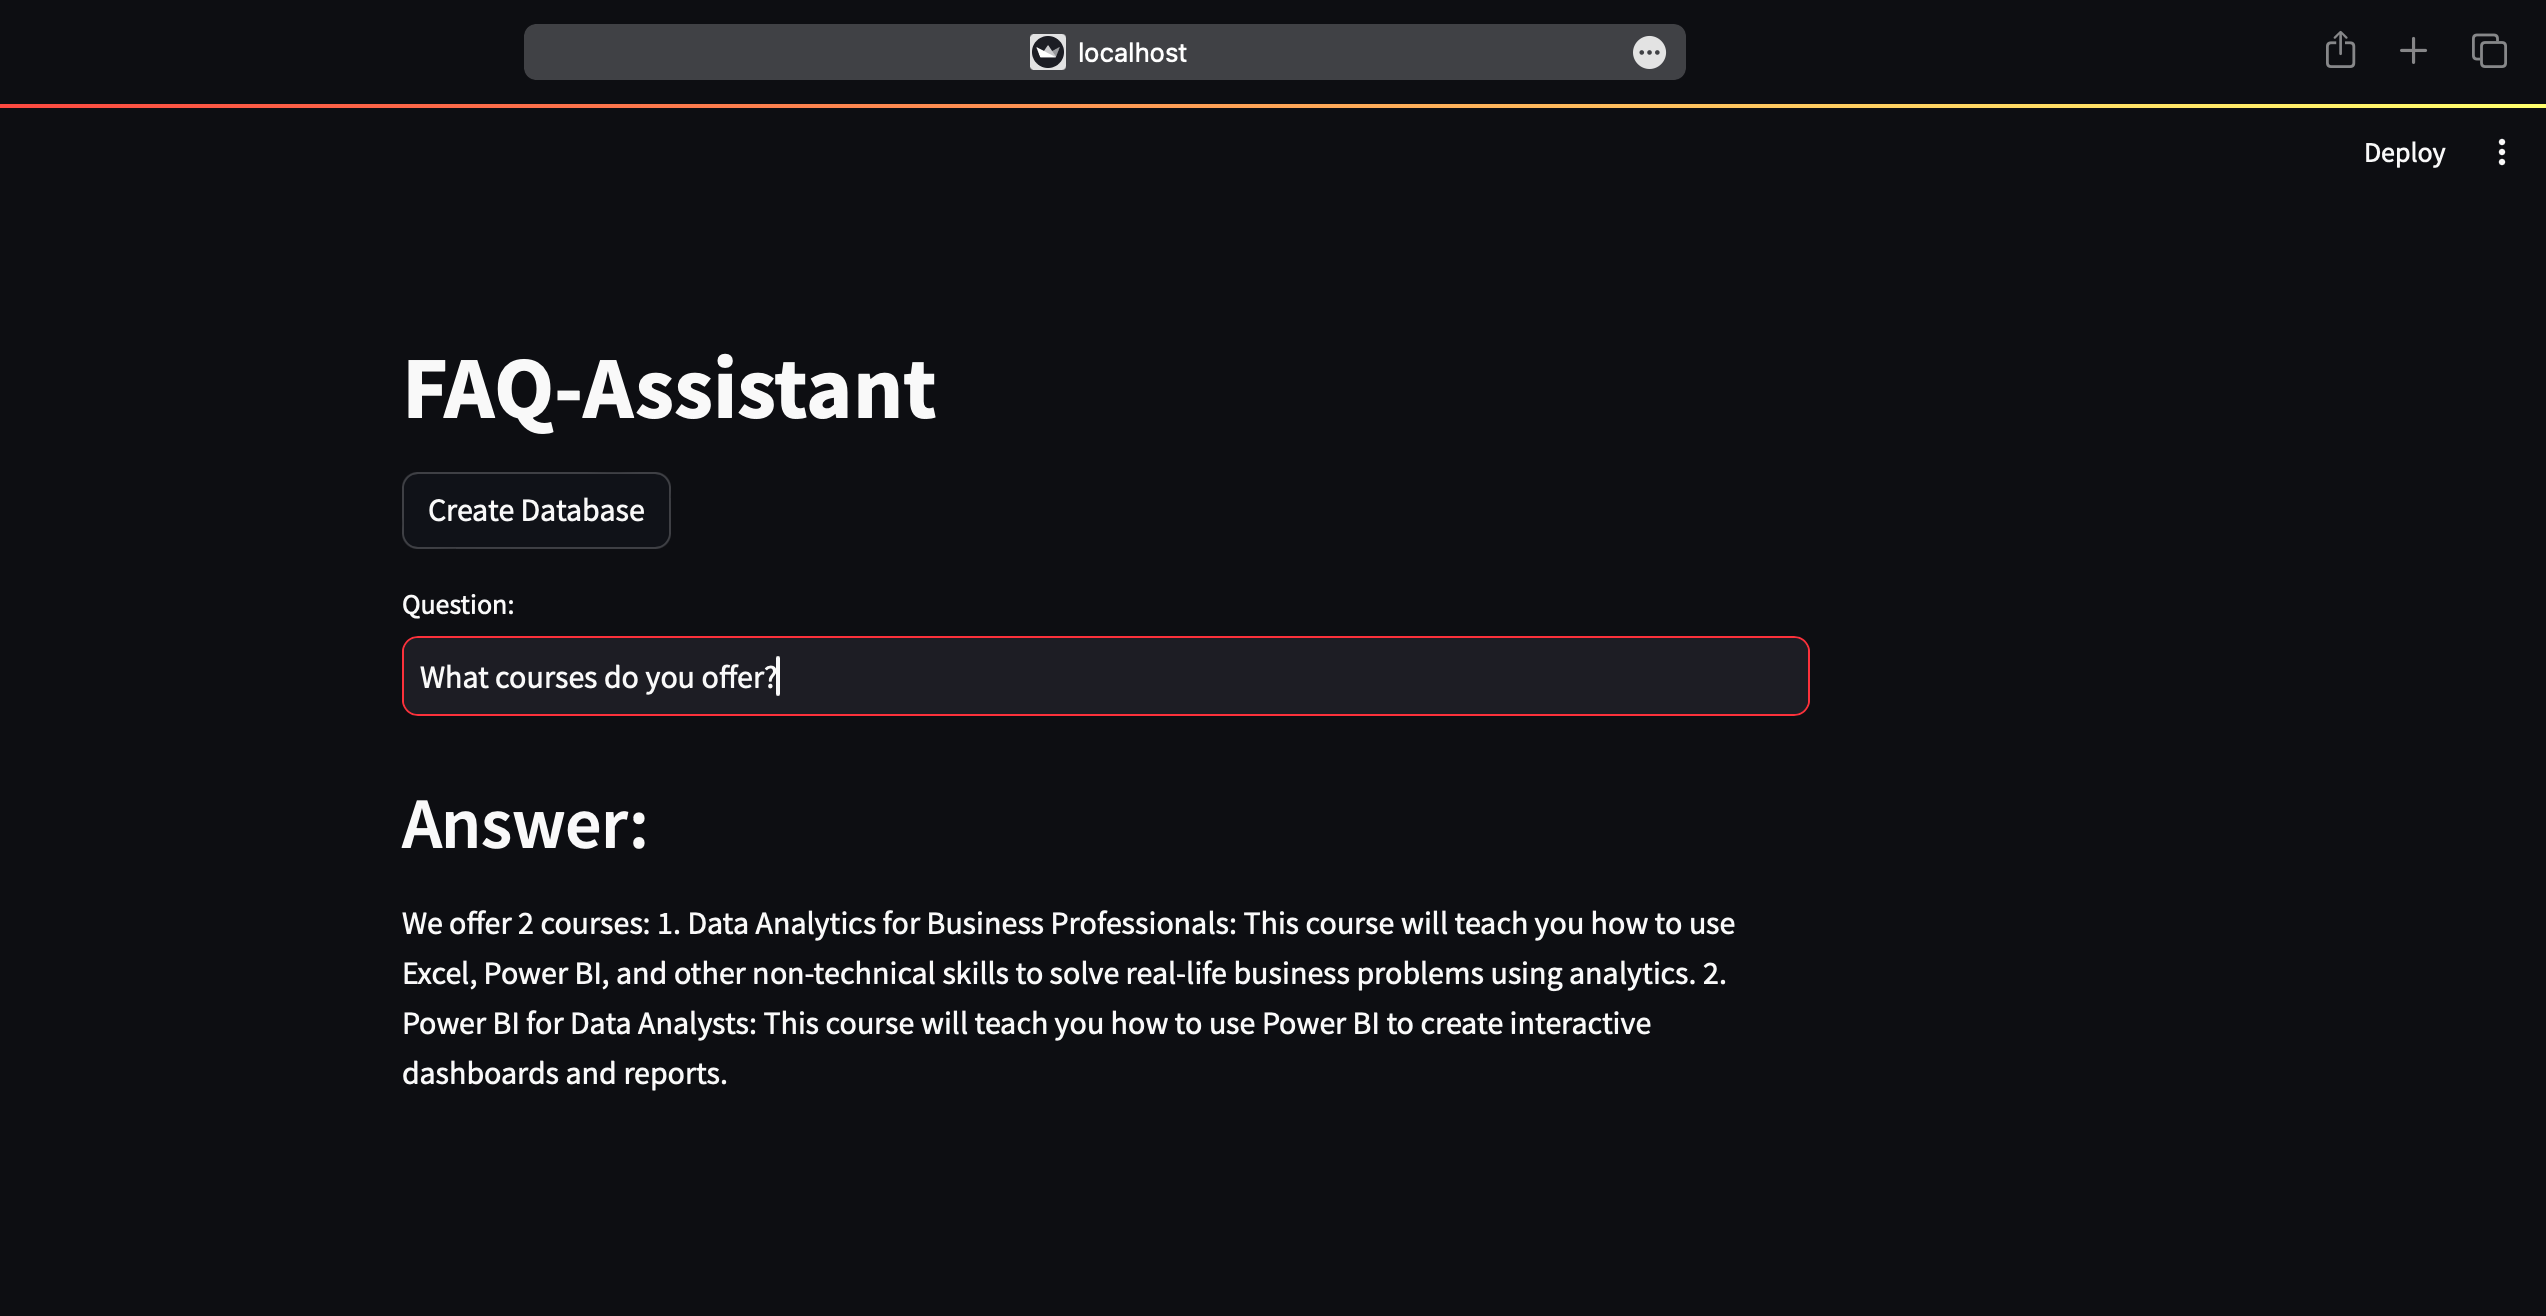 localhost
Deploy
FAQ-Assistant
Create Database
Question:
What courses do you offer?
Answer:
We offer 2 courses: 1. Data Analytics for Business Professionals: This course will teach you how to use
Excel, Power BI, and other non-technical skills to solve real-life business problems using analytics. 2.
Power BI for Data Analysts: This course will teach you how to use Power BI to create interactive
dashboards and reports.